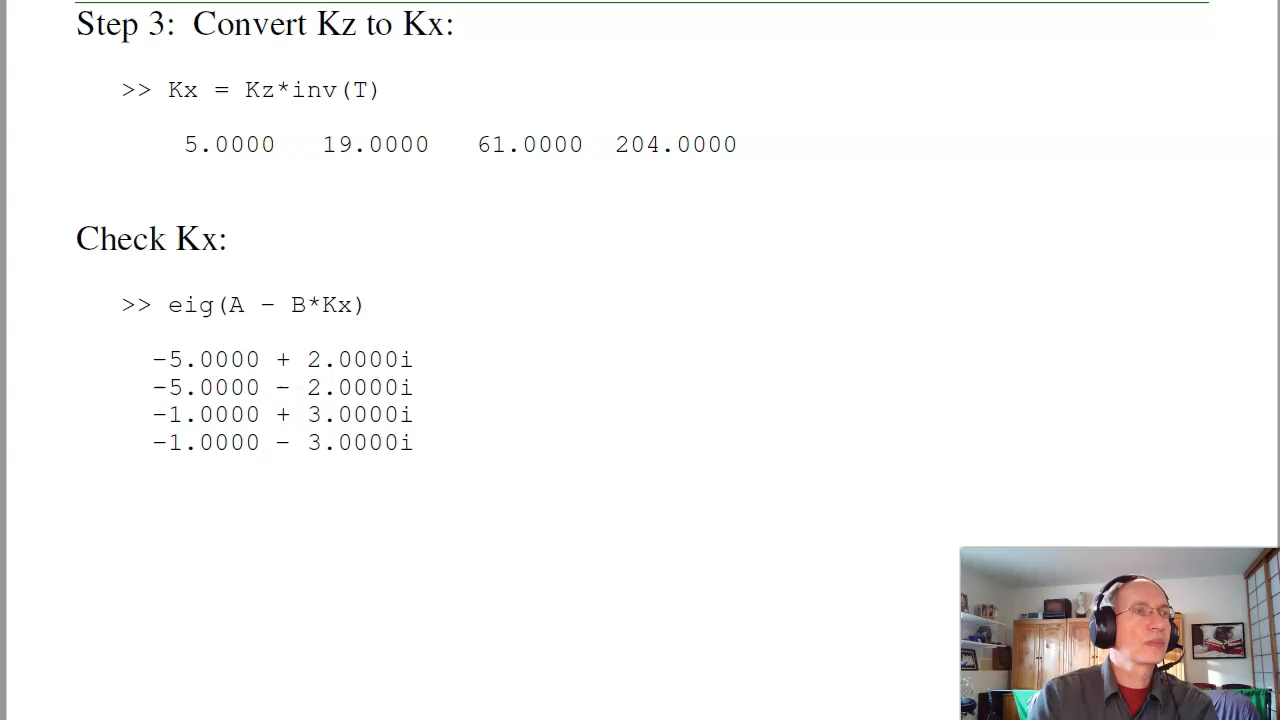 Step 3: Convert Kz to Kx:
>> Kx = Kz*inv(T)
5.0000 19.0000 61.0000 204.0000
Check Kx:
>> eig(A - B*Kx)
-5.0000 + 2.0000i
-5.0000 - 2.0000i
-1.0000 + 3.0000i
-1.0000 - 3.0000i